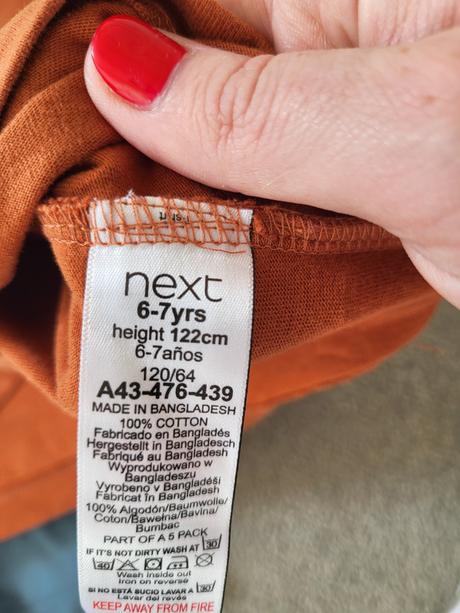 next
6-7yrs
height 122cm
6-7años
120/64
A43-476-439
MADE IN BANGLADESH
100% COTTON
Fabricado en Bangladés
Hergestellt in Bangladesch
Fabriqué au Bangladesh
Wyprodukowano w
Bangladeszu
Vyrobeno v Bangladéši
Fabricat în Bangladesh
100% Algodón/Baumwolle/
Coton/Bawełna/Bavlna/
Bumbac
PART OF A 5 PACK
IF IT'S NOT DIRTY WASH AT 30
40
Wash inside out
Iron on reverse
SI NO ESTÁ SUCIO LAVAR A 30
Lavar del revés
KEEP AWAY FROM FIRE